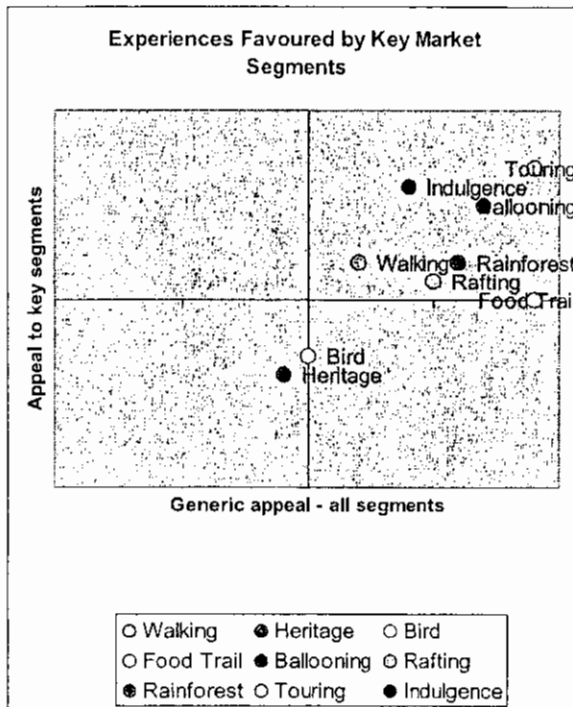 Experiences Favoured by Key Market
Segments
Touring
Indulgence
Ballooning
Walking
Rainforest
Rafting
Food Trail
Bird
Heritage
Appeal to key segments
Generic appeal - all segments
Walking Heritage Bird
Food Trail Ballooning Rafting
Rainforest Touring Indulgence